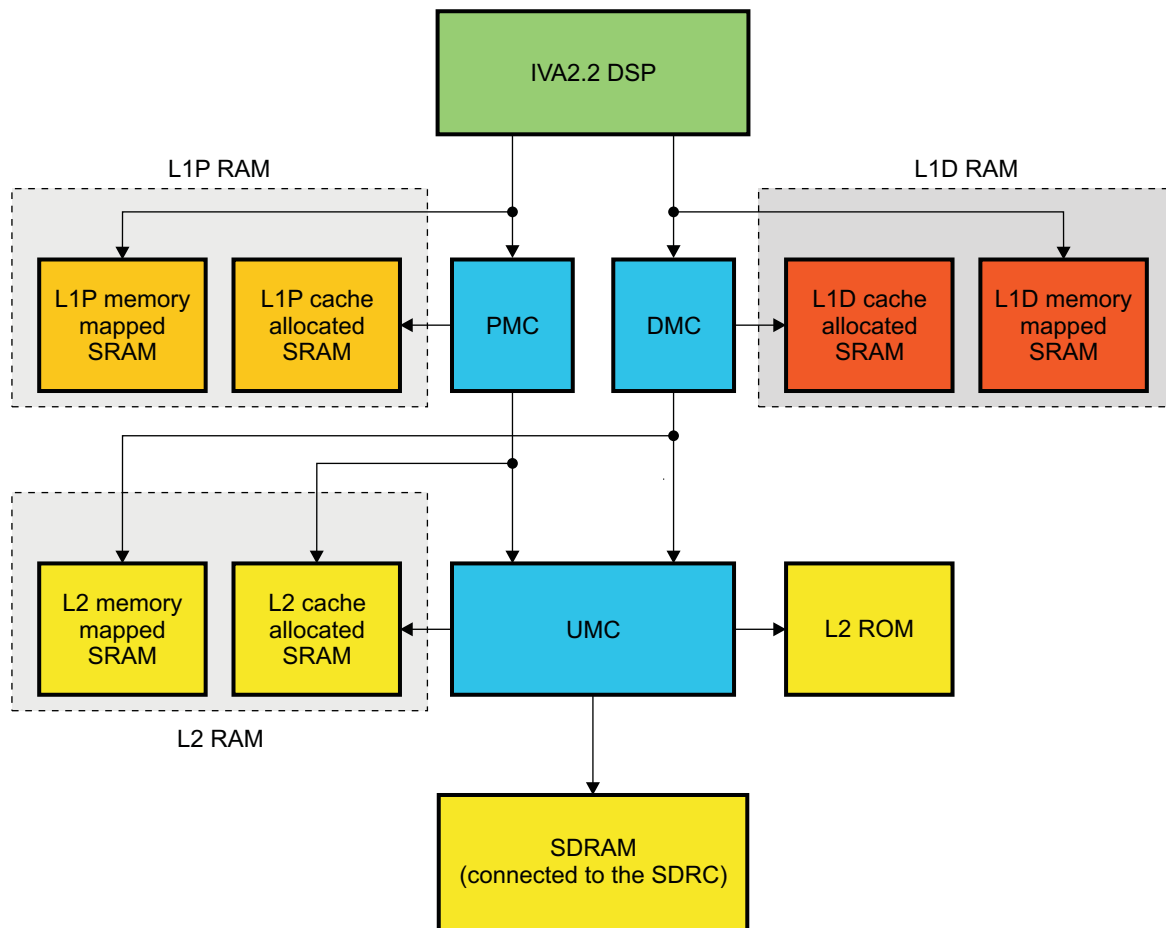 IVA2.2 DSP
L1P RAM
L1D RAM
L1P memory
mapped
SRAM
L1P cache
allocated
SRAM
PMC
DMC
L1D cache
allocated
SRAM
L1D memory
mapped
SRAM
L2 memory
mapped
SRAM
L2 cache
allocated
SRAM
UMC
L2 ROM
L2 RAM
SDRAM
(connected to the SDRC)